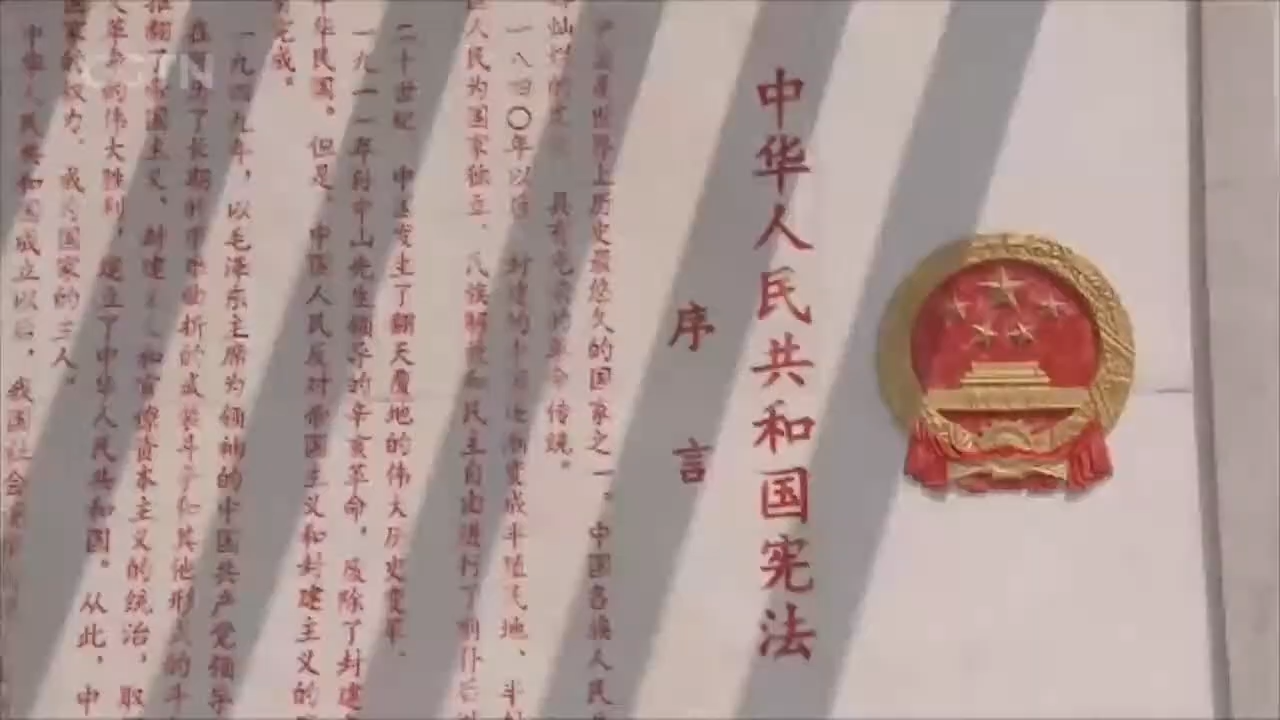 CGTN
中华人民共和国宪法
序言
世界上历史最悠久的国家之一。中国各族人民
灿烂的 具有光荣的革命传统。
一八四〇年以后 封建的中国逐渐变成半殖民地、半封
人民为国家独立、民族解放和民主自由进行了前仆后
二十世纪 中国发生了翻天覆地的伟大历史变革。
一九一一年孙中山先生领导的辛亥革命，废除了封建
华民国。但是，中国人民反对帝国主义和封建主义的
完成。
一九四九年，以毛泽东主席为领袖的中国共产党领导
在 了长期的 曲折的武装斗争和其他形式的斗
推翻了帝国主义、封建主义和官僚资本主义的统治，取
革命的伟大胜利，建立了中华人民共和国。从此，中
国家的权力，成为国家的主人。
中华人民共和国成立以后，我国社会